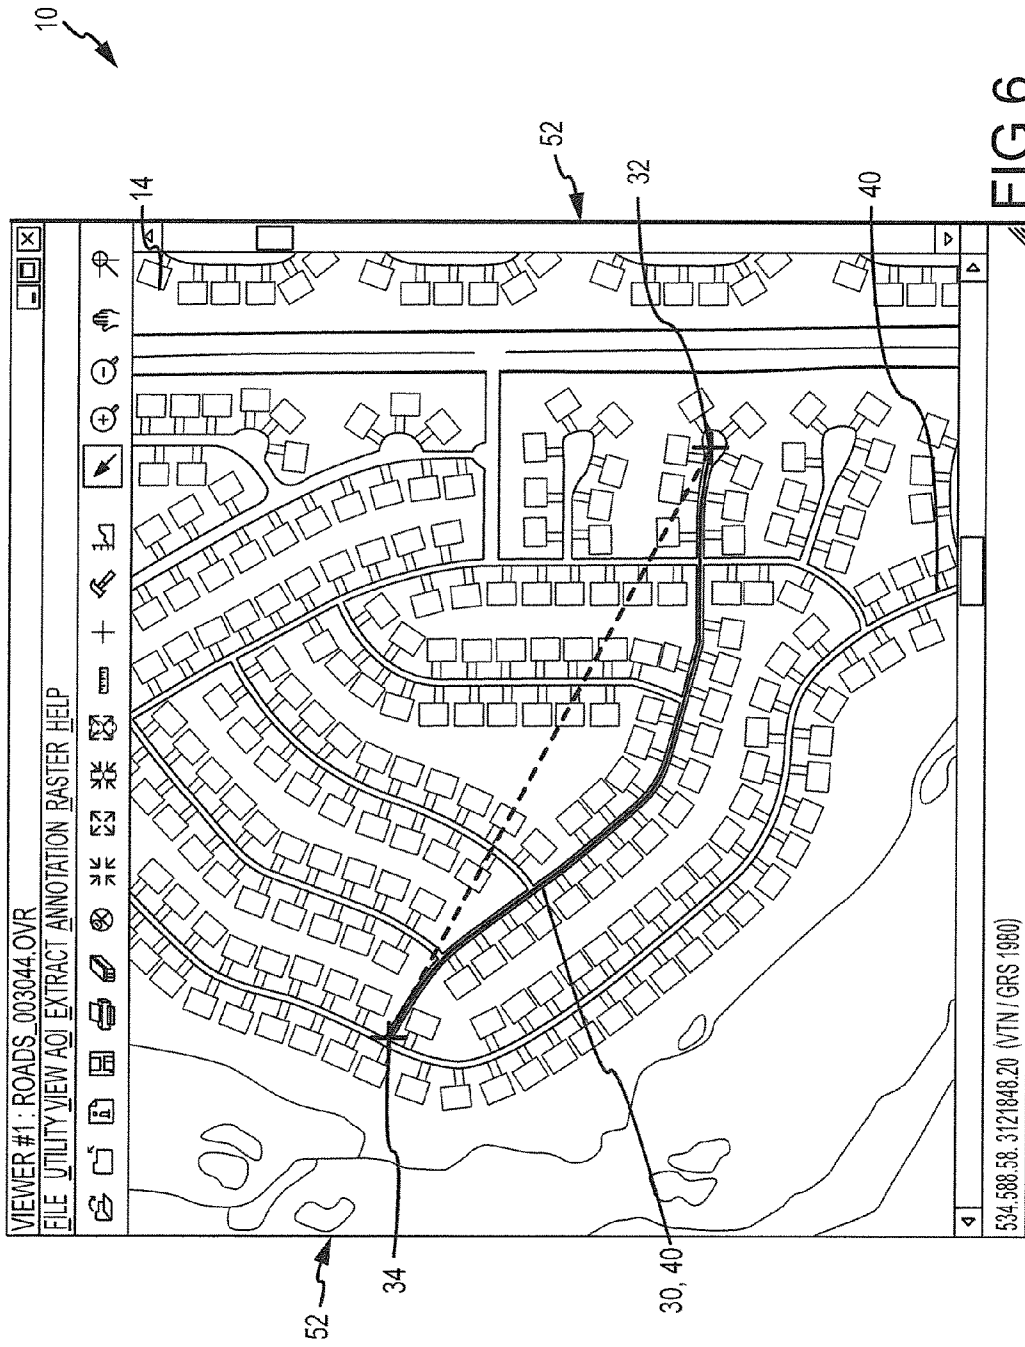 10
VIEWER #1 : ROADS_003044.OVR
FILE UTILITY VIEW AOI EXTRACT ANNOTATION RASTER HELP
14
52
32
40
52
34
30, 40
534.588.58. 3121848.20 (VTN / GRS 1980)
FIG.6